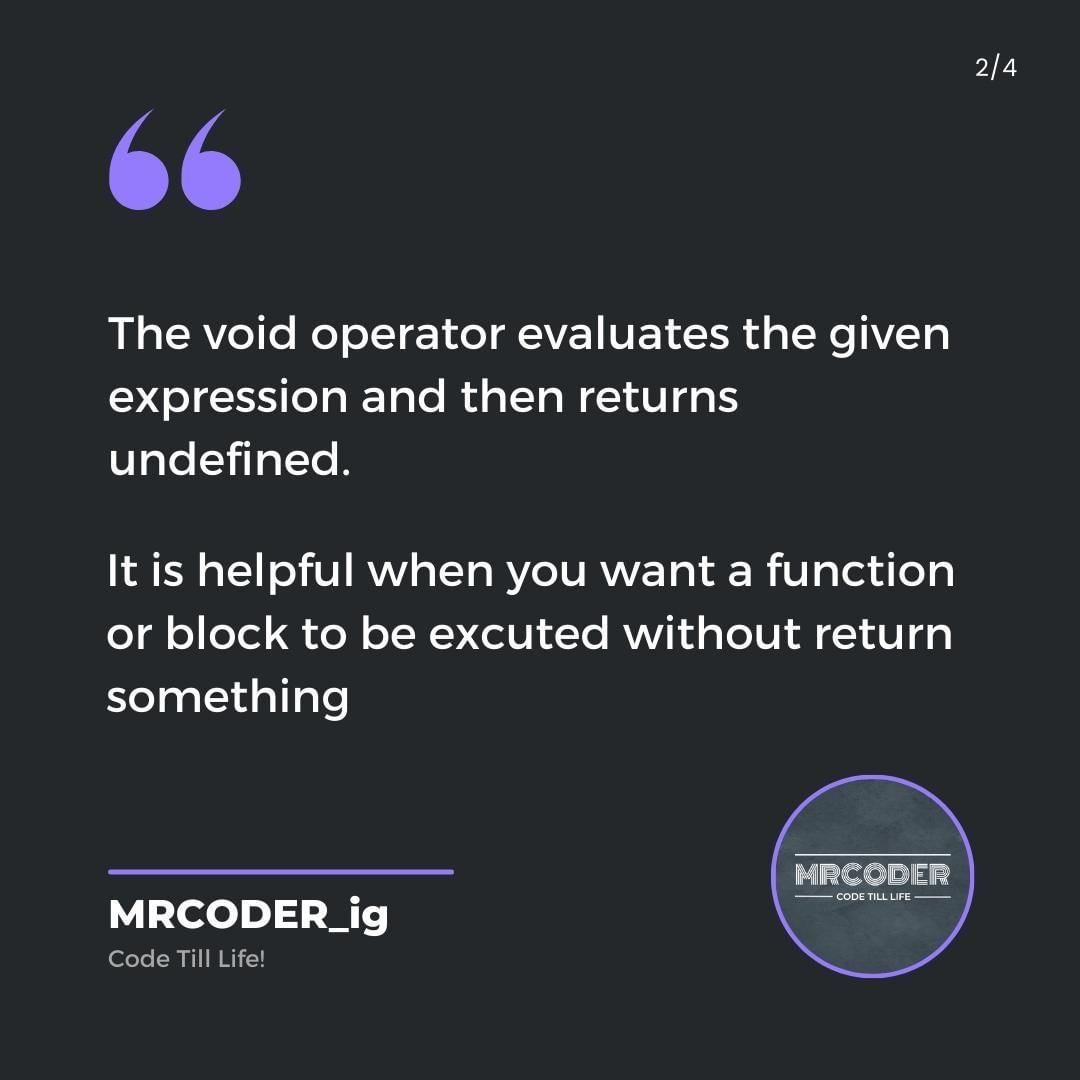 2/4
“
The void operator evaluates the given
expression and then returns
undefined.
It is helpful when you want a function
or block to be excuted without return
something
MRCODER_ig
Code Till Life!
MRCODER
CODE TILL LIFE